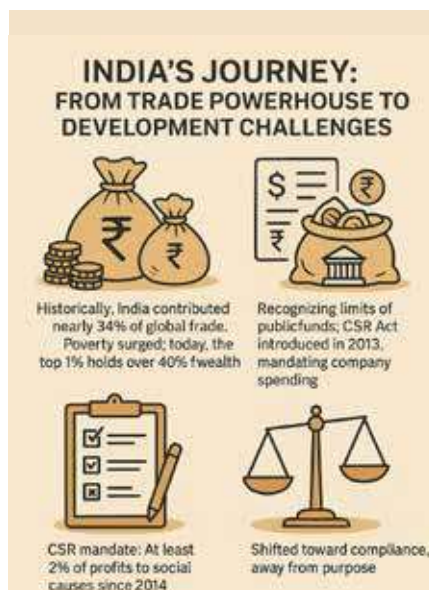 INDIA'S JOURNEY:
FROM TRADE POWERHOUSE TO
DEVELOPMENT CHALLENGES
$
₹
₹
₹
₹
Historically, India contributed
nearly 34% of global frade.
Poverty surged; today, the
top 1% holds over 40% fwealth
Recognizing limits of
publicfunds; CSR Act
introduced in 2013,
mandating company
spending
CSR mandate: At least
2% of profits to social
causes since 2014
Shifted toward compliance,
away from purpose